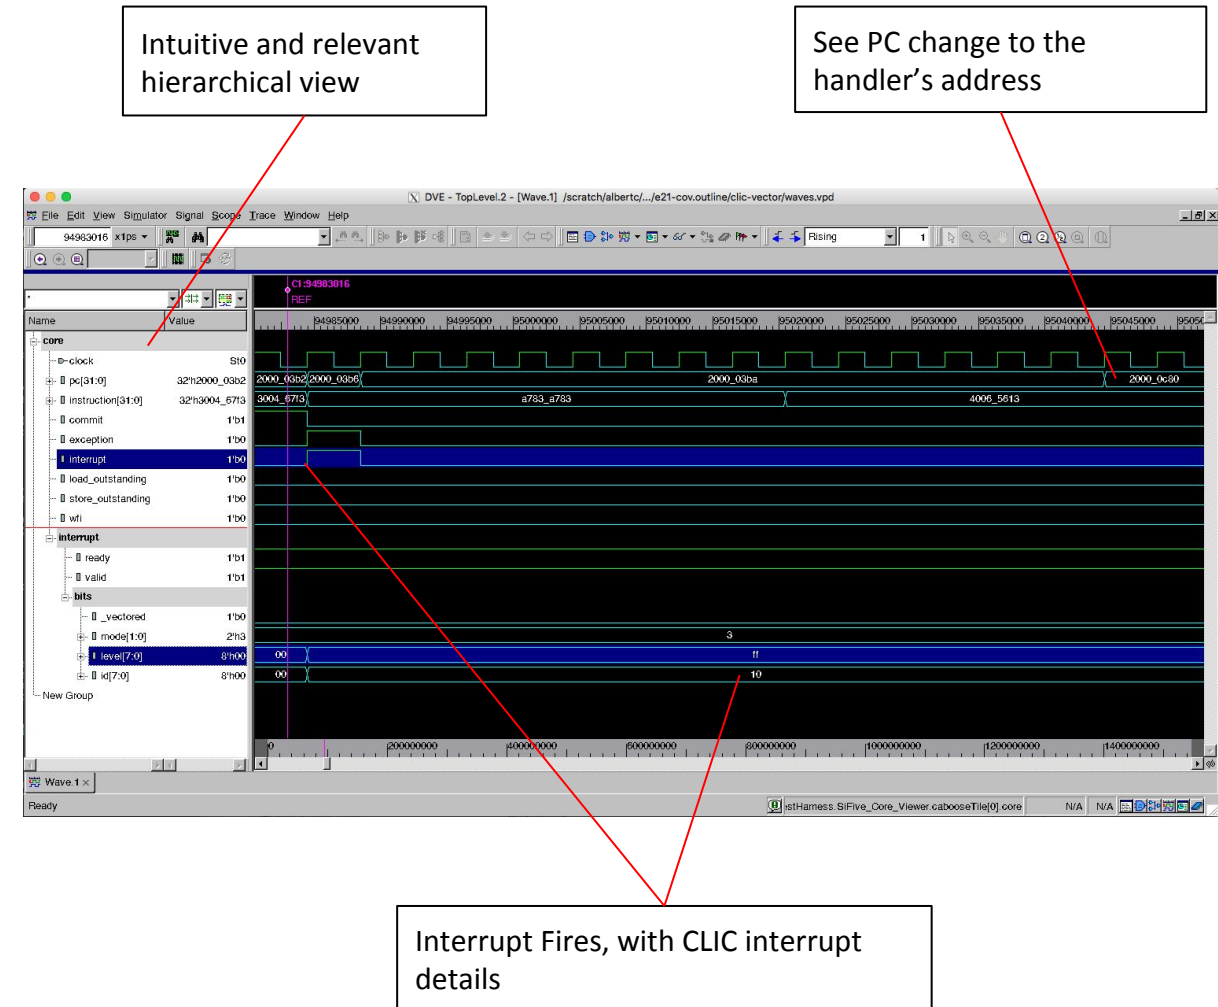 Intuitive and relevant
hierarchical view
See PC change to the
handler's address
DVE - TopLevel.2 - [Wave.1] /scratch/albertc/.../e21-cov.outline/clic-vector/waves.vpd
File Edit View Simulator Signal Scope Trace Window Help
94983016 x1ps
Rising 1
C1:94983016
REF
*
Name Value
94985000 94990000 94995000 95000000 95005000 95010000 95015000 95020000 95025000 95030000 95035000 95040000 95045000
core
clock St0
pc[31:0] 32'h2000_03b2 2000_03b2 2000_03b6 2000_03ba 2000_0c80
instruction[31:0] 32'h3004_67f3 3004_67f3 a783_a783 4006_5613
commit 1'b1
exception 1'b0
interrupt 1'b0
load_outstanding 1'b0
store_outstanding 1'b0
wfi 1'b0
interrupt
ready 1'b1
valid 1'b1
bits
_vectored 1'b0
mode[1:0] 2'h3 3
level[7:0] 8'h00 00 ff
id[7:0] 8'h00 00 10
New Group
0 200000000 400000000 600000000 800000000 1000000000 1200000000 1400000000
Wave.1
Ready
stHarness.SiFive_Core_Viewer.cabooseTile[0].core N/A N/A
Interrupt Fires, with CLIC interrupt
details